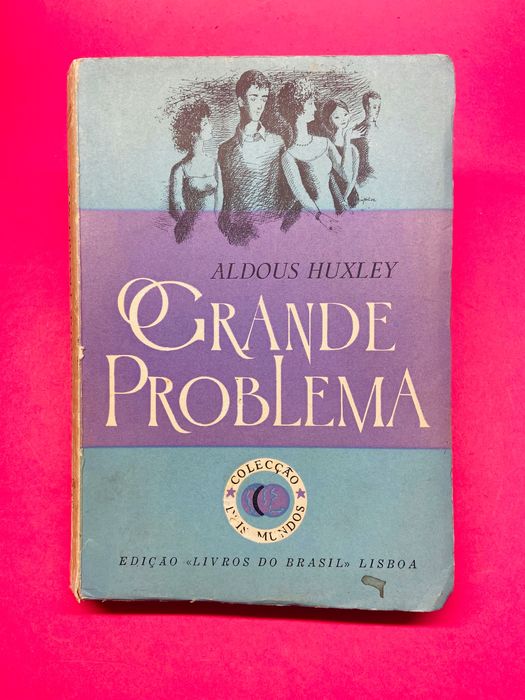 ALDOUS HUXLEY
O GRANDE
PROBLEMA
COLECÇÃO
DOIS MUNDOS
EDIÇÃO «LIVROS DO BRASIL» LISBOA